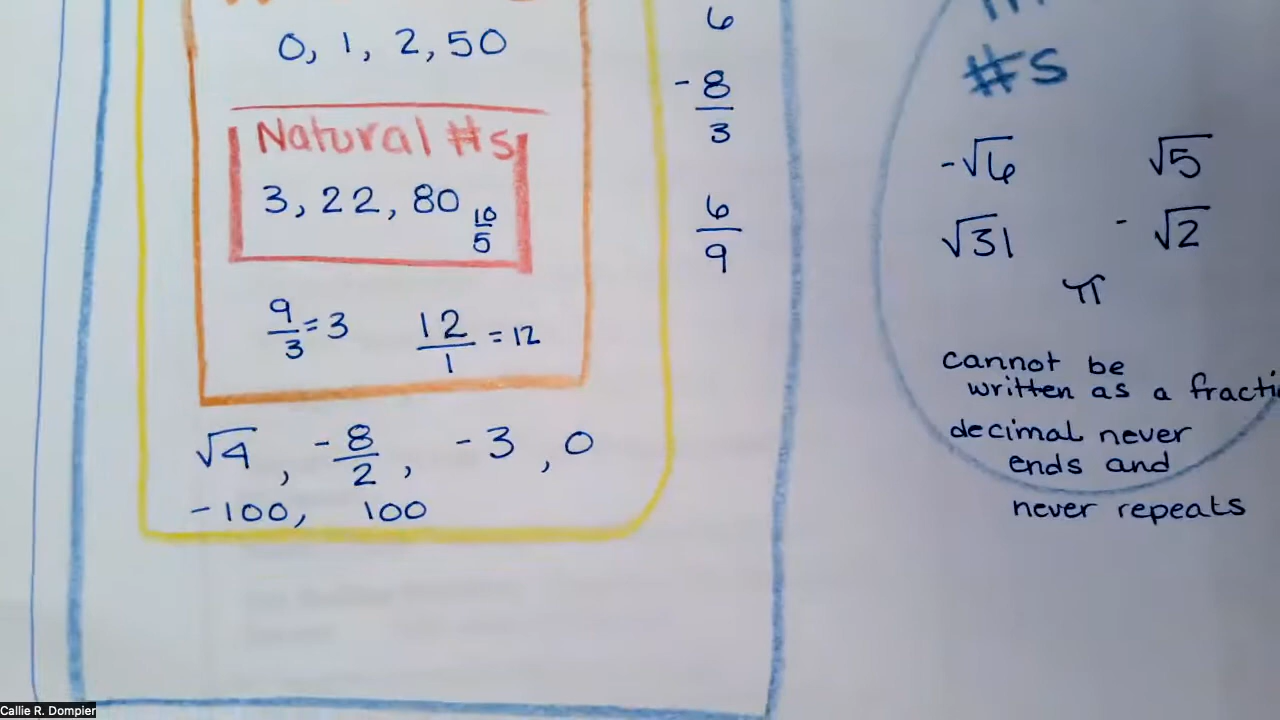 0, 1, 2, 50
Natural #s
3, 22, 80 10/5
9/3 = 3 12/1 = 12
√4, -8/2, -3, 0
-100, 100
6
-8/3
6/9
#s
-√6 √5
√31 -√2
π
cannot be
written as a
decimal never
ends and
never repeats
Callie R. Dompier